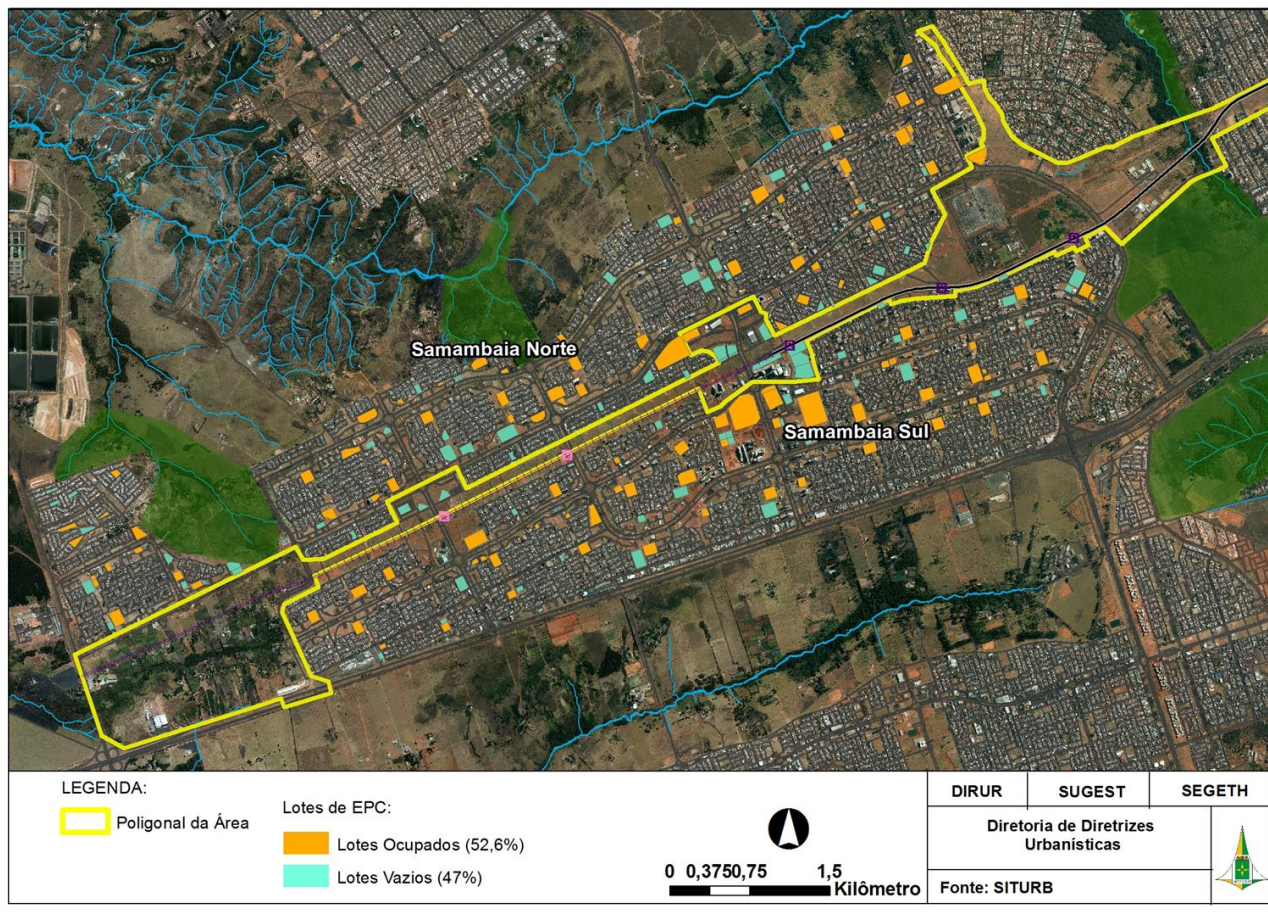 Samambaia Norte
Samambaia Sul
LEGENDA:
Poligonal da Área
Lotes de EPC:
Lotes Ocupados (52,6%)
Lotes Vazios (47%)
0 0,3750,75 1,5
Kilômetro
DIRUR SUGEST SEGETH
Diretoria de Diretrizes
Urbanísticas
Fonte: SITURB